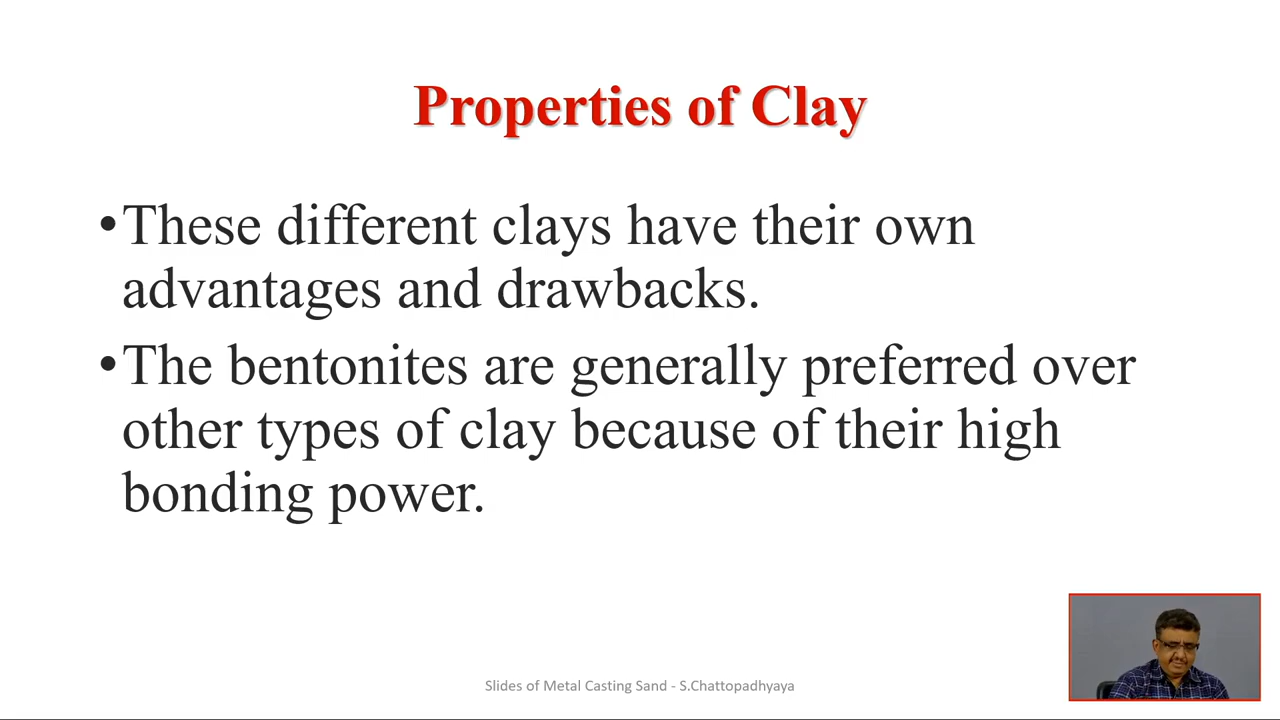 Properties of Clay
•These different clays have their own
advantages and drawbacks.
•The bentonites are generally preferred over
other types of clay because of their high
bonding power.
Slides of Metal Casting Sand - S.Chattopadhyaya